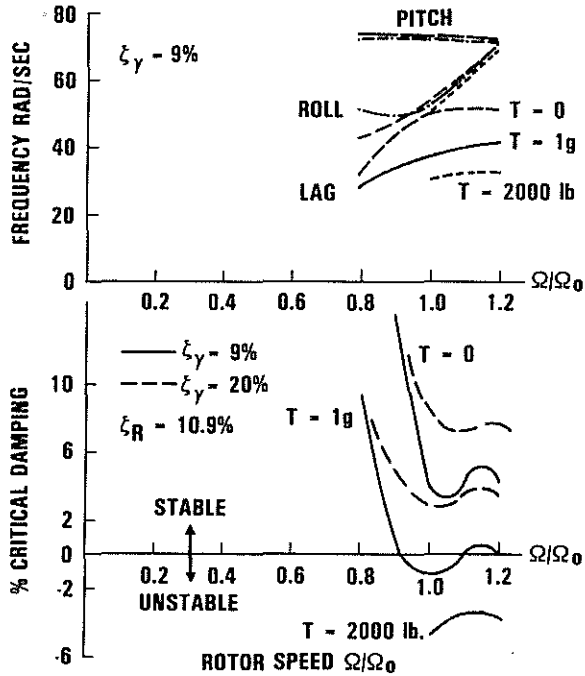 FREQUENCY RAD/SEC
80
60
40
20
0
ζγ - 9%
PITCH
ROLL
LAG
T = 0
T = 1g
T = 2000 lb
0.2 0.4 0.6 0.8 1.0 1.2 Ω/Ωo
% CRITICAL DAMPING
10
6
2
0
-2
-6
ζγ = 9%
ζγ = 20%
ζR = 10.9%
T = 0
T = 1g
STABLE
UNSTABLE
0.2 0.4 0.6 0.8 1.0 1.2 Ω/Ωo
T = 2000 lb.
ROTOR SPEED Ω/Ωo